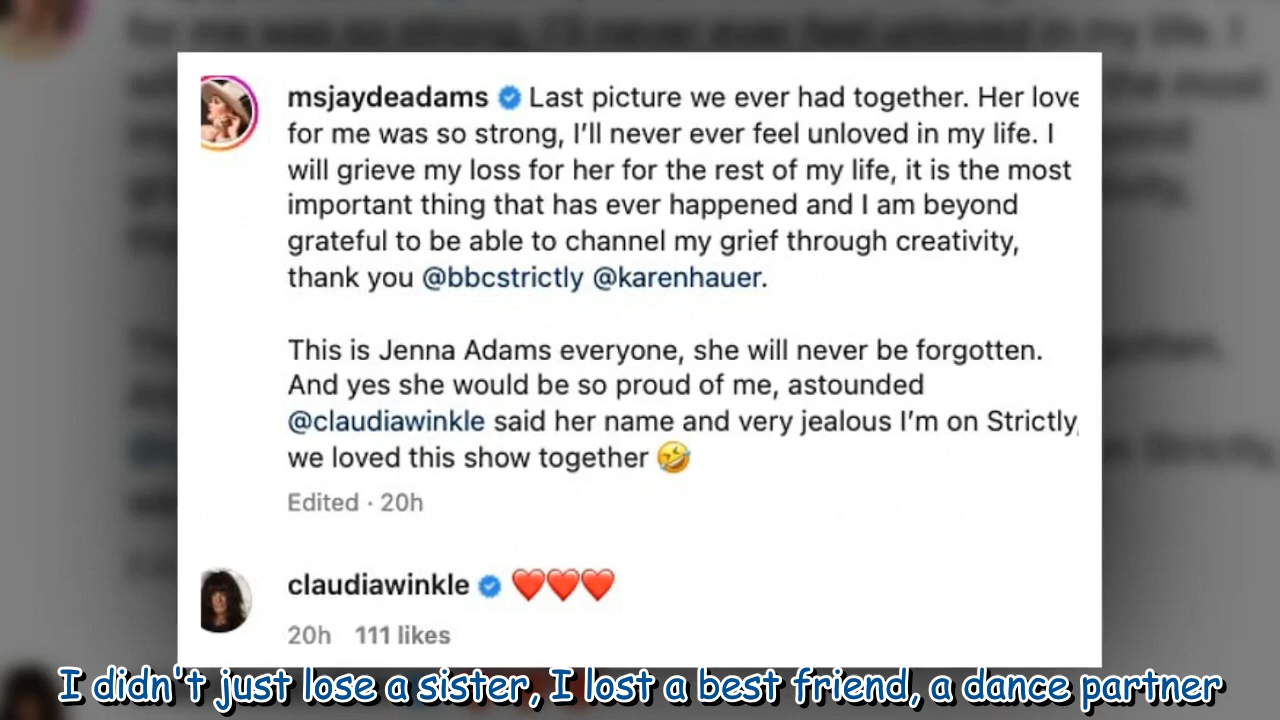 msjaydeadams Last picture we ever had together. Her love
for me was so strong, I'll never ever feel unloved in my life. I
will grieve my loss for her for the rest of my life, it is the most
important thing that has ever happened and I am beyond
grateful to be able to channel my grief through creativity,
thank you @bbcstrictly @karenhauer.
This is Jenna Adams everyone, she will never be forgotten.
And yes she would be so proud of me, astounded
@claudiawinkle said her name and very jealous I'm on Strictly,
we loved this show together 🤣
Edited · 20h
claudiawinkle ❤️❤️❤️
20h 111 likes
I didn't just lose a sister, I lost a best friend, a dance partner